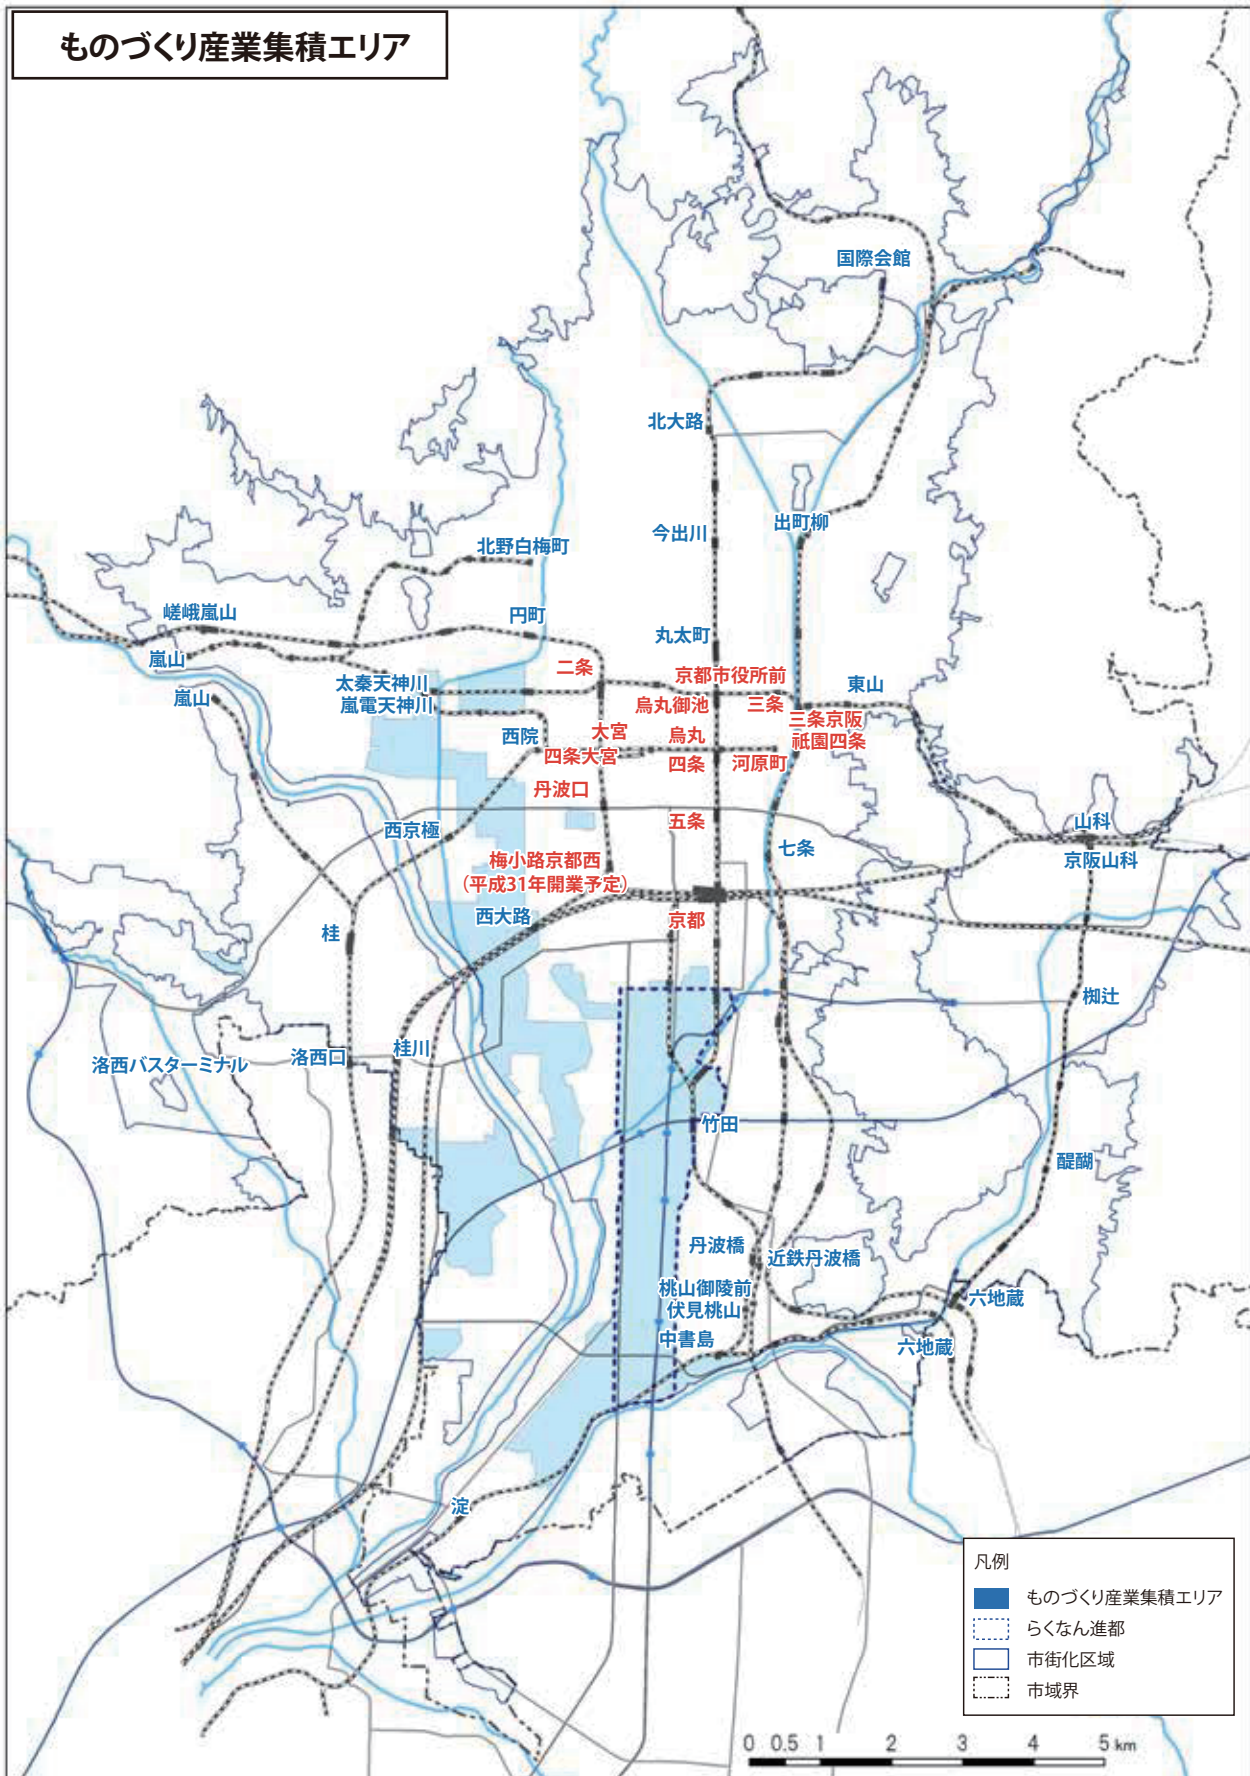 ものづくり産業集積エリア
国際会館
北大路
出町柳
今出川
北野白梅町
嵯峨嵐山
円町
丸太町
嵐山
二条
京都市役所前
東山
太秦天神川
嵐山
嵐電天神川
烏丸御池
三条
三条京阪
西院
大宮
烏丸
祇園四条
四条大宮
四条
河原町
丹波口
西京極
五条
山科
七条
京阪山科
梅小路京都西
(平成31年開業予定)
西大路
京都
桂
椥辻
洛西バスターミナル
洛西口
桂川
竹田
醍醐
丹波橋
近鉄丹波橋
桃山御陵前
伏見桃山
六地蔵
中書島
六地蔵
淀
凡例
ものづくり産業集積エリア
らくなん進都
市街化区域
市域界
0 0.5 1 2 3 4 5 km